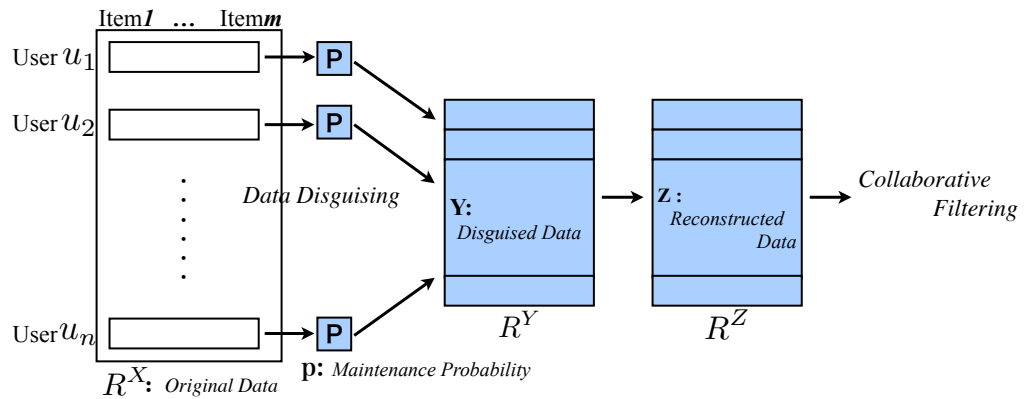 Item1 ... Itemm
User u1
P
User u2
P
Data Disguising
Y:
Disguised Data
Z :
Reconstructed
Data
Collaborative
Filtering
User un
P
R^Y
R^Z
R^X: Original Data
p: Maintenance Probability